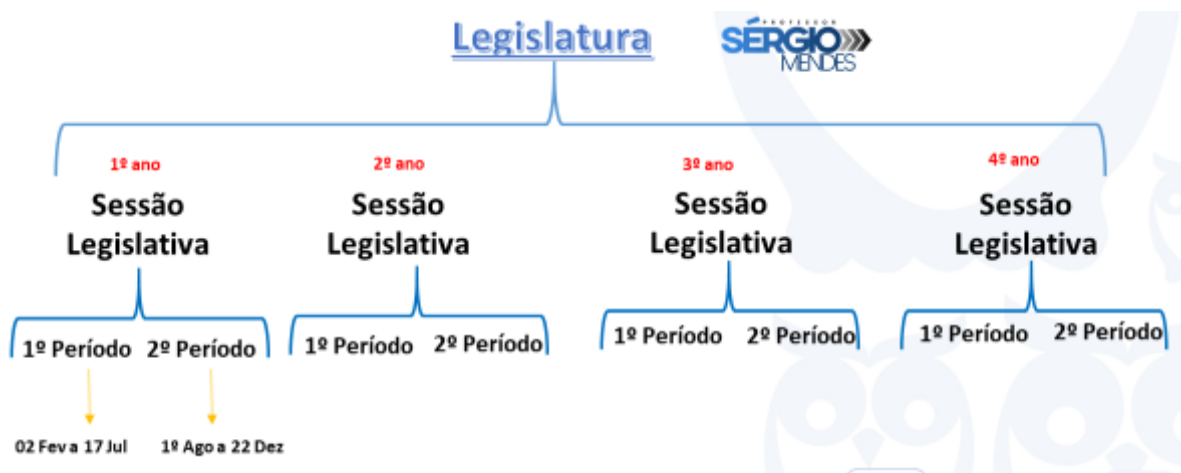 Legislatura
PROFESSOR
SÉRGIO
MENDES
1º ano
2º ano
3º ano
4º ano
Sessão
Legislativa
Sessão
Legislativa
Sessão
Legislativa
Sessão
Legislativa
1º Período 2º Período
1º Período 2º Período
1º Período 2º Período
1º Período 2º Período
02 Fev a 17 Jul
1º Ago a 22 Dez